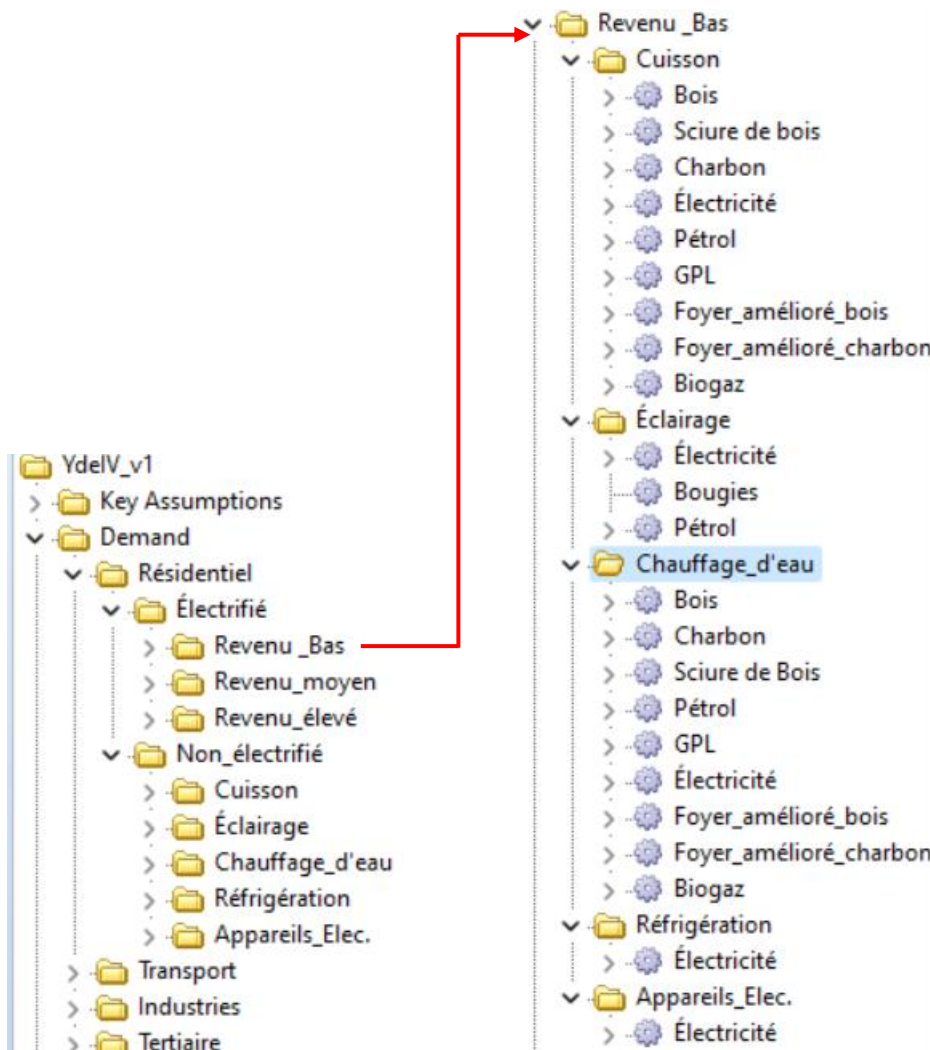 YdelV_v1
Key Assumptions
Demand
Résidentiel
Électrifié
Revenu _Bas
Revenu_moyen
Revenu_élevé
Non_électrifié
Cuisson
Éclairage
Chauffage_d'eau
Réfrigération
Appareils_Elec.
Transport
Industries
Tertiaire
Revenu _Bas
Cuisson
Bois
Sciure de bois
Charbon
Électricité
Pétrol
GPL
Foyer_amélioré_bois
Foyer_amélioré_charbon
Biogaz
Éclairage
Électricité
Bougies
Pétrol
Chauffage_d'eau
Bois
Charbon
Sciure de Bois
Pétrol
GPL
Électricité
Foyer_amélioré_bois
Foyer_amélioré_charbon
Biogaz
Réfrigération
Électricité
Appareils_Elec.
Électricité